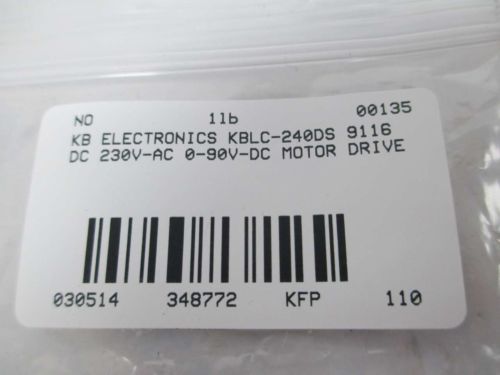 NO 1lb 00135
KB ELECTRONICS KBLC-240DS 9116
DC 230V-AC 0-90V-DC MOTOR DRIVE
030514 348772 KFP 110